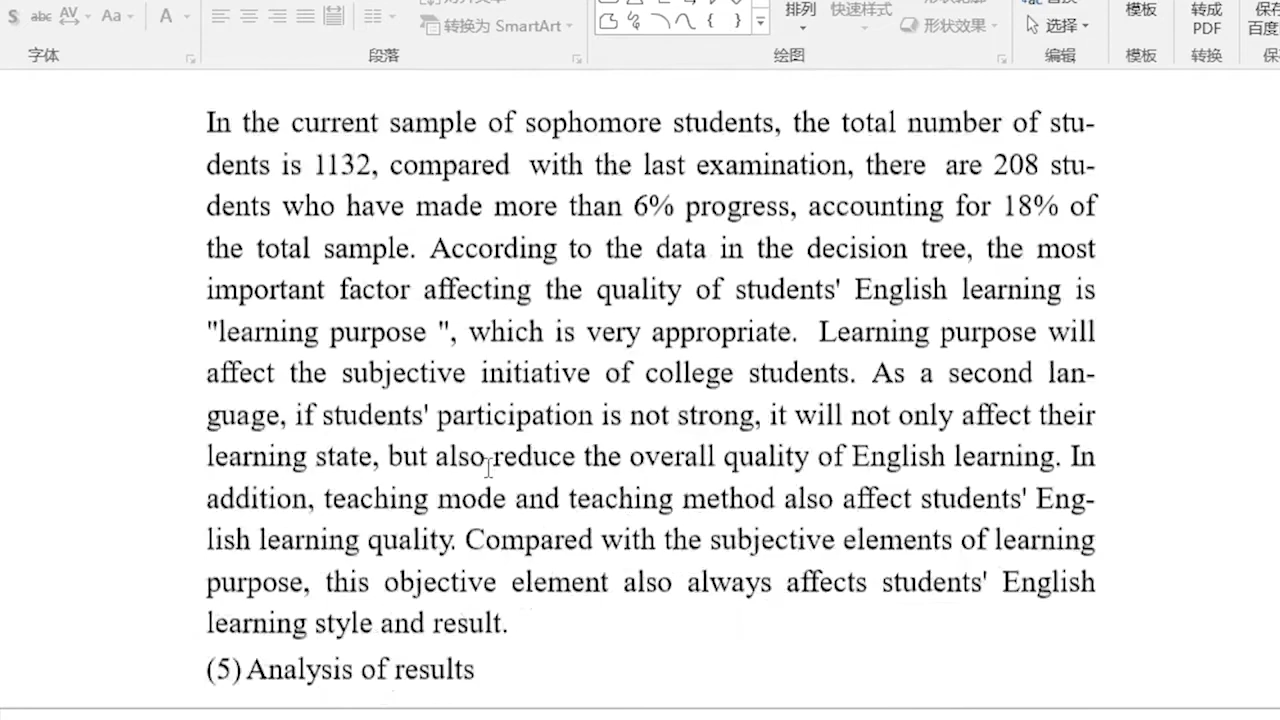 S abc AV Aa A
转换为 SmartArt
排列 快速样式
形状效果
选择
模板 转成 保存
PDF 百度
字体 段落 绘图 编辑 模板 转换
In the current sample of sophomore students, the total number of stu-
dents is 1132, compared with the last examination, there are 208 stu-
dents who have made more than 6% progress, accounting for 18% of
the total sample. According to the data in the decision tree, the most
important factor affecting the quality of students' English learning is
"learning purpose ", which is very appropriate. Learning purpose will
affect the subjective initiative of college students. As a second lan-
guage, if students' participation is not strong, it will not only affect their
learning state, but also reduce the overall quality of English learning. In
addition, teaching mode and teaching method also affect students' Eng-
lish learning quality. Compared with the subjective elements of learning
purpose, this objective element also always affects students' English
learning style and result.
(5) Analysis of results